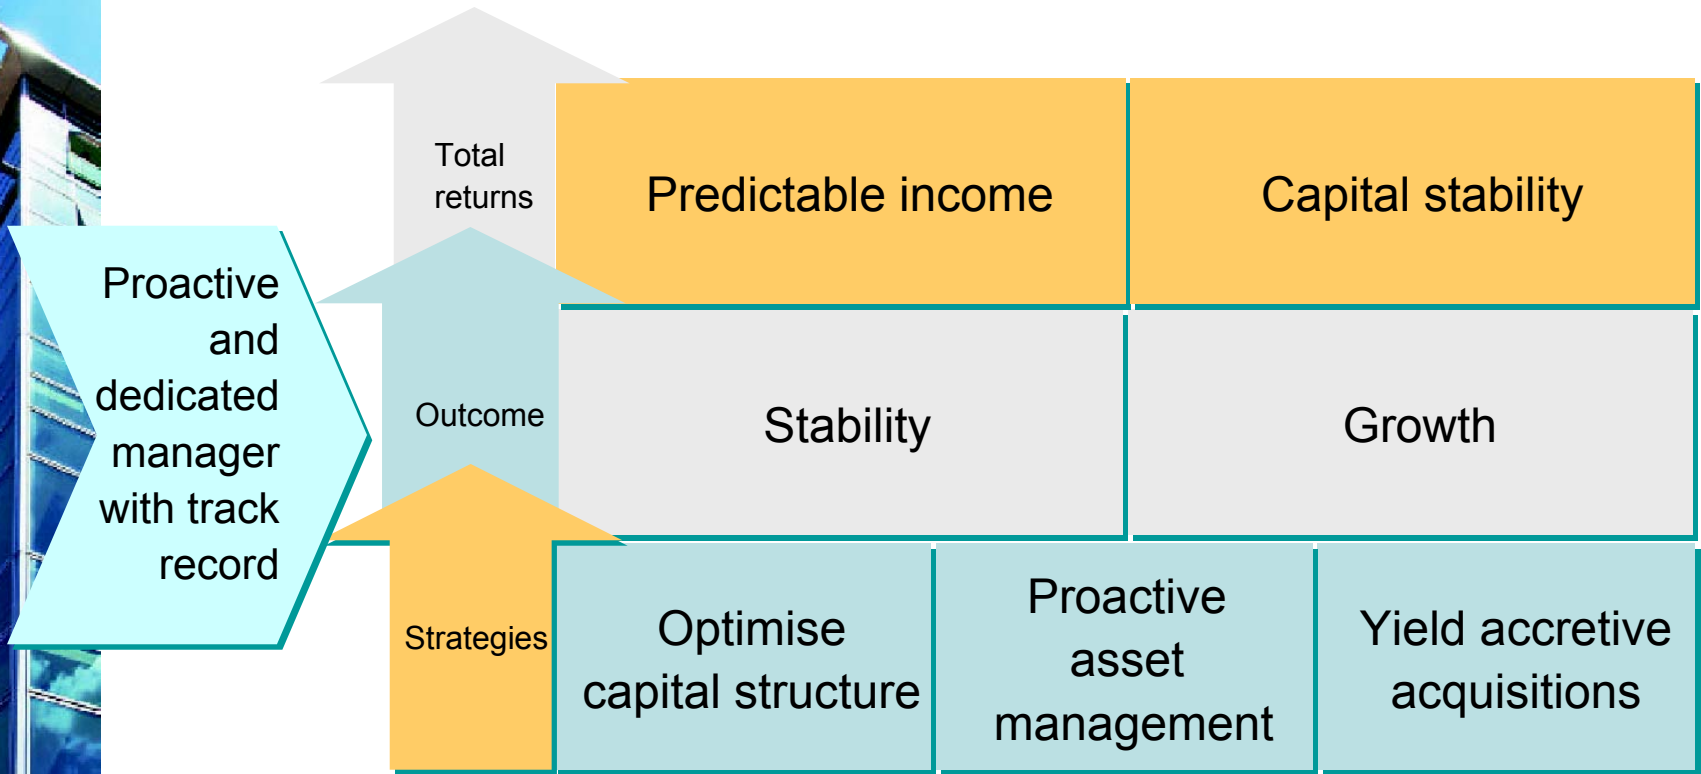 Total
returns
Predictable income
Capital stability
Proactive
and
dedicated
manager
with track
record
Outcome
Stability
Growth
Strategies
Optimise
capital structure
Proactive
asset
management
Yield accretive
acquisitions